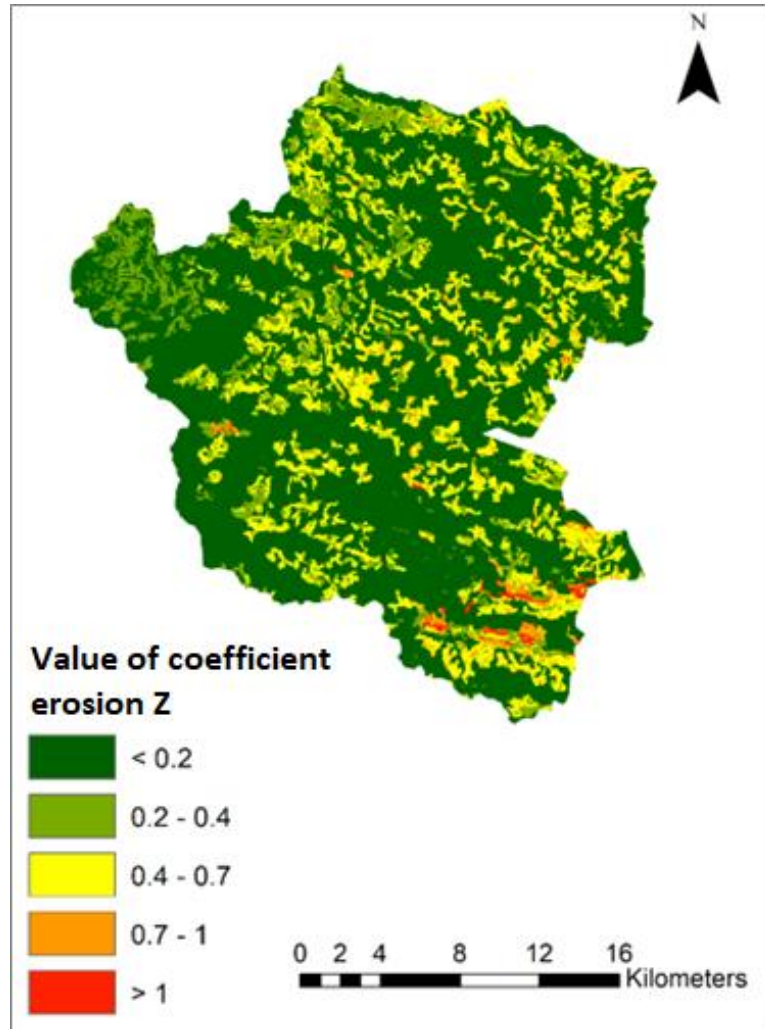 N
Value of coefficient
erosion Z
< 0.2
0.2 - 0.4
0.4 - 0.7
0.7 - 1
> 1
0 2 4 8 12 16
Kilometers